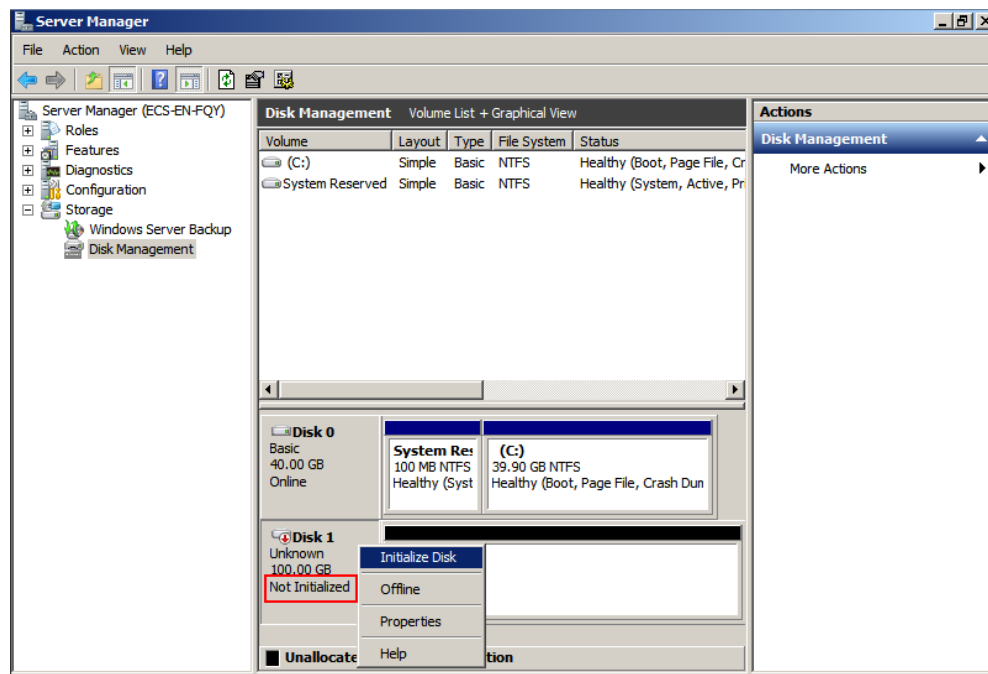 Server Manager
File Action View Help
Server Manager (ECS-EN-FQY)
Roles
Features
Diagnostics
Configuration
Storage
Windows Server Backup
Disk Management
Disk Management Volume List + Graphical View
Volume Layout Type File System Status
(C:) Simple Basic NTFS Healthy (Boot, Page File, Cr
System Reserved Simple Basic NTFS Healthy (System, Active, Pri
Disk 0
Basic
40.00 GB
Online
System Res
100 MB NTFS
Healthy (Syst
(C:)
39.90 GB NTFS
Healthy (Boot, Page File, Crash Dun
Disk 1
Unknown
100.00 GB
Not Initialized
Initialize Disk
Offline
Properties
Help
Unallocate
tion
Actions
Disk Management
More Actions